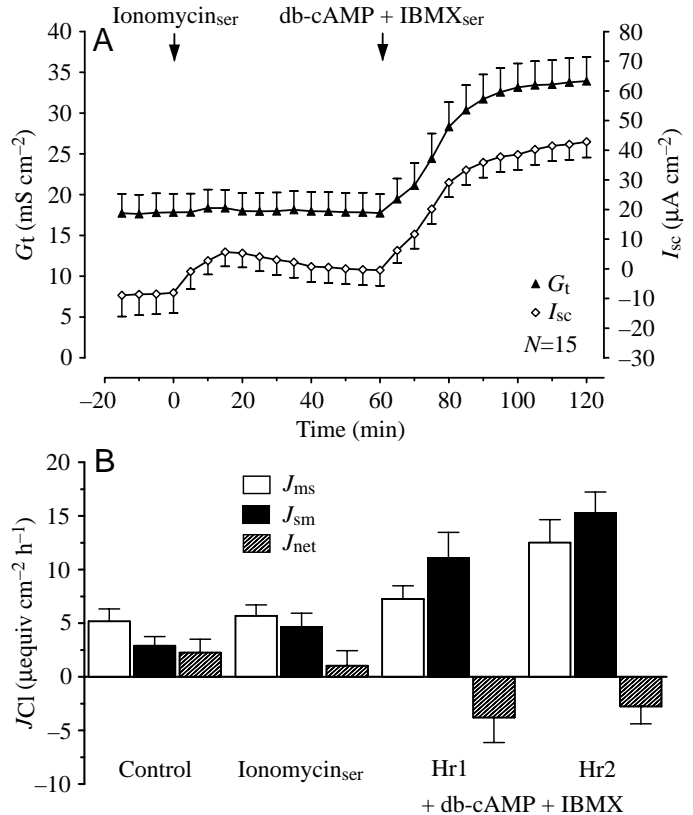 Ionomycinser db-cAMP + IBMXser
A
40
35
30
25
20
15
10
5
0
Gt (mS cm–2)
80
70
60
50
40
30
20
10
0
–10
–20
–30
Isc (μA cm–2)
Gt
Isc
N=15
–20 0 20 40 60 80 100 120
Time (min)
B
20
15
10
5
0
–5
–10
JCl (μequiv cm–2 h–1)
Jms
Jsm
Jnet
Control Ionomycinser Hr1 Hr2
+ db-cAMP + IBMX